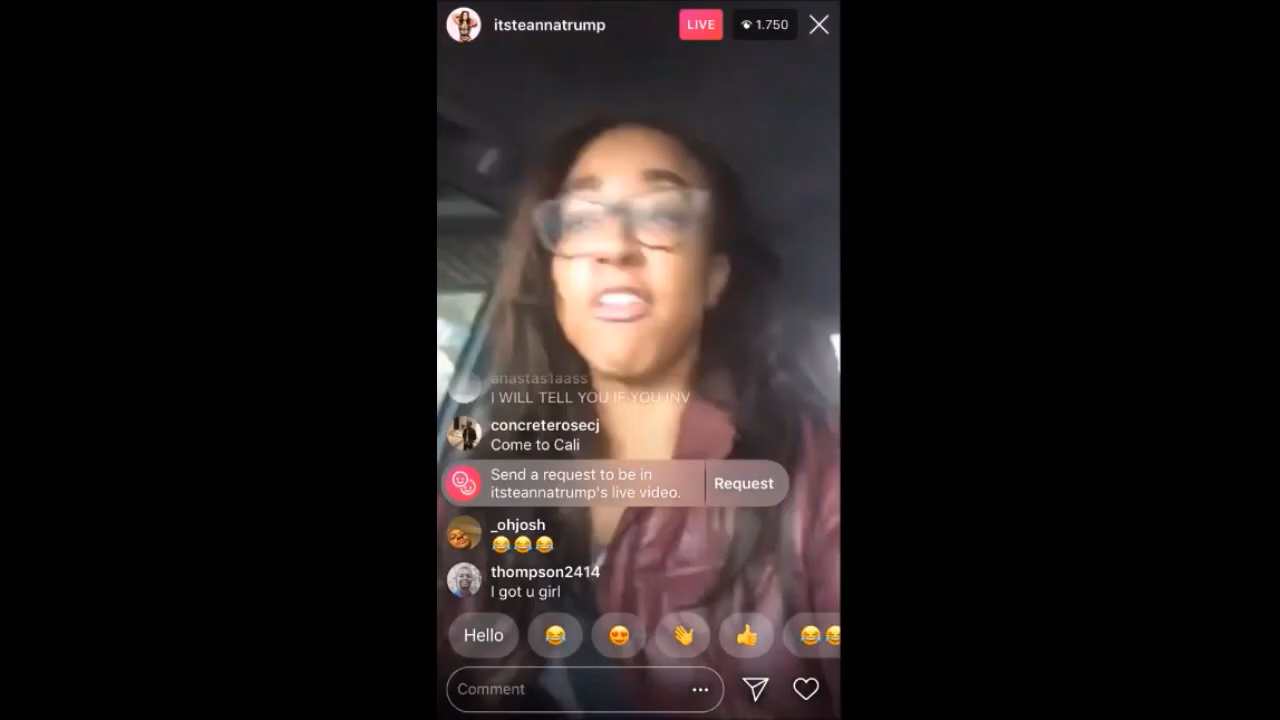 itsteannatrump
LIVE
1.750
anastas1aass
I WILL TELL YOU IF YOU INV
concreterosecj
Come to Cali
Send a request to be in
itsteannatrump's live video.
Request
_ohjosh
😂😂😂
thompson2414
I got u girl
Hello 😂 😍 👋 👍 😂😂
Comment